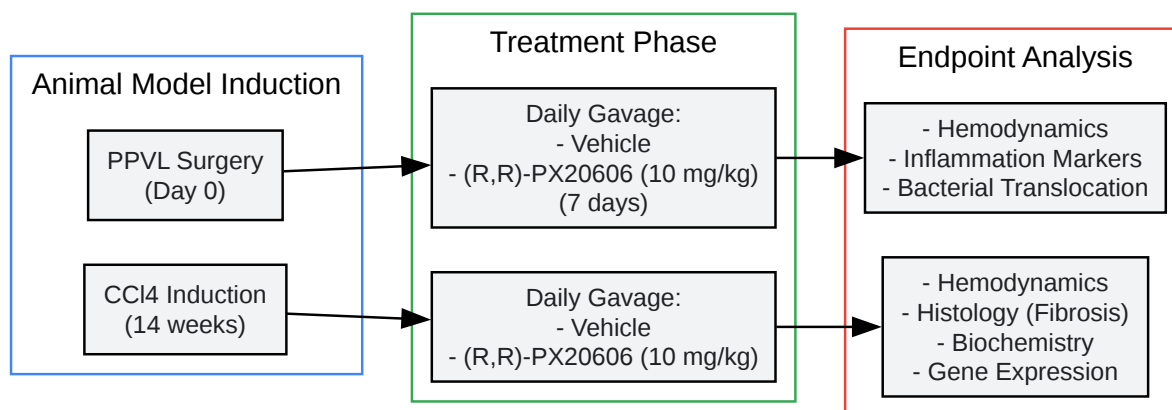 Animal Model Induction
PPVL Surgery
(Day 0)
CCl4 Induction
(14 weeks)
Treatment Phase
Daily Gavage:
- Vehicle
- (R,R)-PX20606 (10 mg/kg)
(7 days)
Daily Gavage:
- Vehicle
- (R,R)-PX20606 (10 mg/kg)
Endpoint Analysis
- Hemodynamics
- Inflammation Markers
- Bacterial Translocation
- Hemodynamics
- Histology (Fibrosis)
- Biochemistry
- Gene Expression